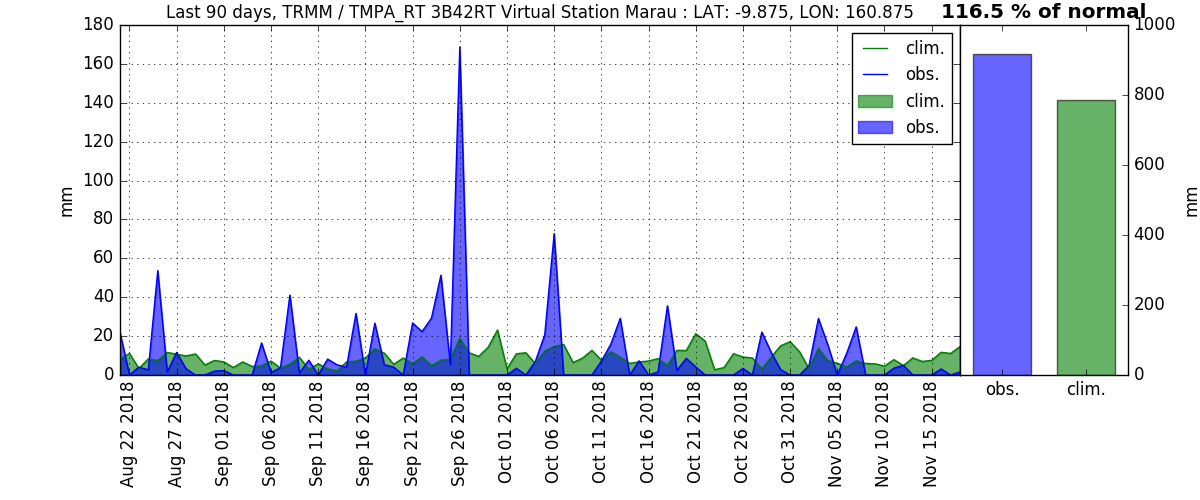 Last 90 days, TRMM / TMPA_RT 3B42RT Virtual Station Marau : LAT: -9.875, LON: 160.875
116.5 % of normal
180
160
140
120
100
80
60
40
20
0
mm
clim.
obs.
clim.
obs.
1000
800
600
400
200
0
mm
Aug 22 2018
Aug 27 2018
Sep 01 2018
Sep 06 2018
Sep 11 2018
Sep 16 2018
Sep 21 2018
Sep 26 2018
Oct 01 2018
Oct 06 2018
Oct 11 2018
Oct 16 2018
Oct 21 2018
Oct 26 2018
Oct 31 2018
Nov 05 2018
Nov 10 2018
Nov 15 2018
obs.
clim.